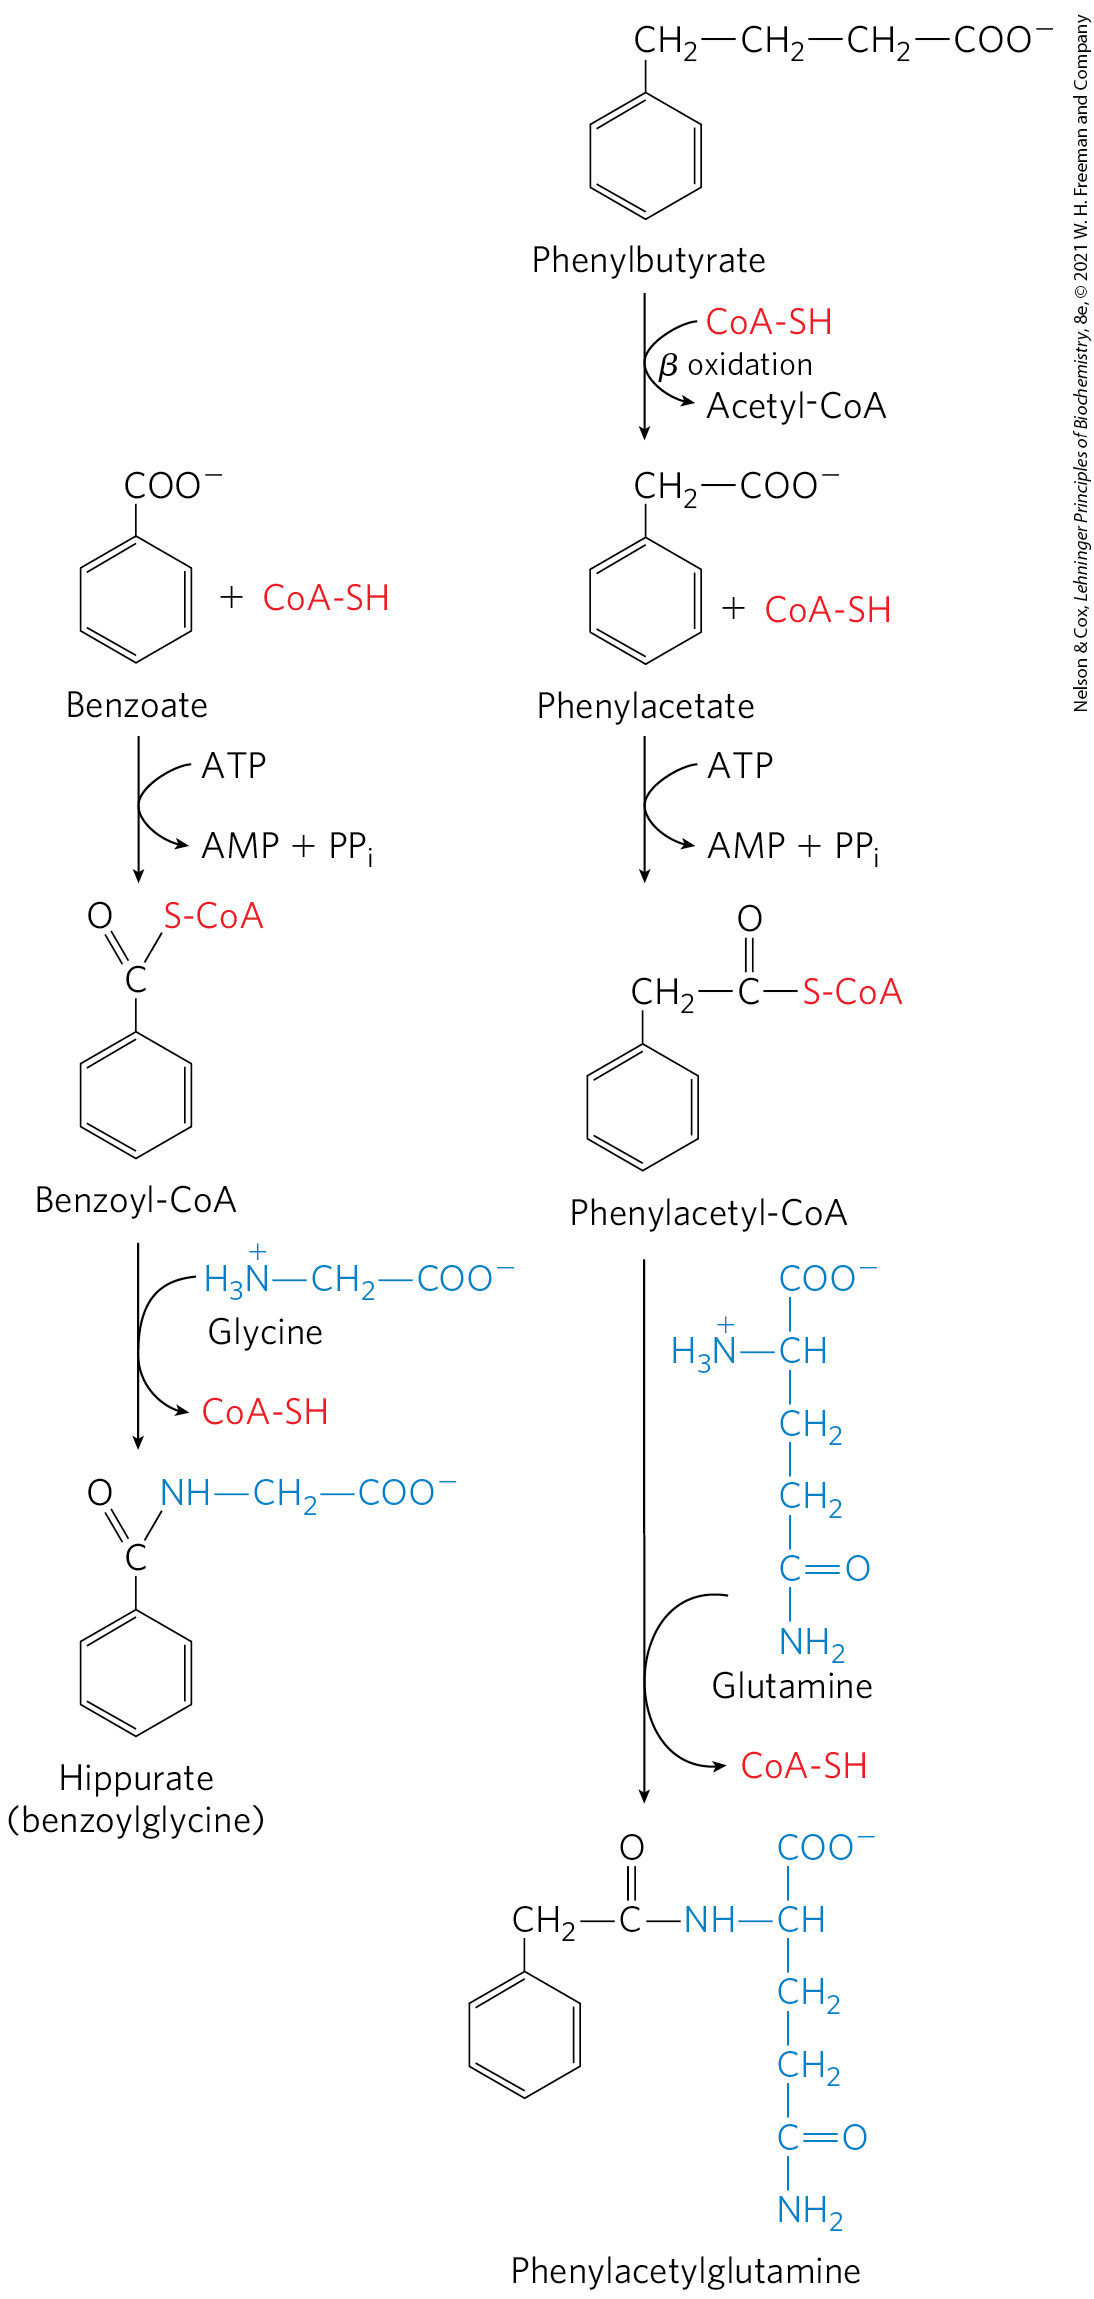 CH₂—CH₂—CH₂—COO⁻
Phenylbutyrate
CoA-SH
β oxidation
Acetyl-CoA
COO⁻
+ CoA-SH
Benzoate
ATP
AMP + PPᵢ
O
S-CoA
C
Benzoyl-CoA
H₃N⁺—CH₂—COO⁻
Glycine
CoA-SH
O
NH—CH₂—COO⁻
C
Hippurate
(benzoylglycine)
CH₂—COO⁻
+ CoA-SH
Phenylacetate
ATP
AMP + PPᵢ
O
CH₂—C—S-CoA
Phenylacetyl-CoA
COO⁻
H₃N⁺—CH
CH₂
CH₂
C=O
NH₂
Glutamine
CoA-SH
O
COO⁻
CH₂—C—NH—CH
CH₂
CH₂
C=O
NH₂
Phenylacetylglutamine
Nelson & Cox, Lehninger Principles of Biochemistry, 8e, © 2021 W. H. Freeman and Company